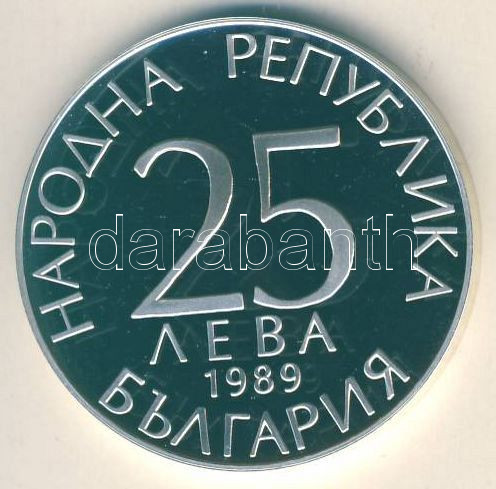 НАРОДНА РЕПУБЛИКА
25
ЛЕВА
1989
БЪЛГАРИЯ
darabanth